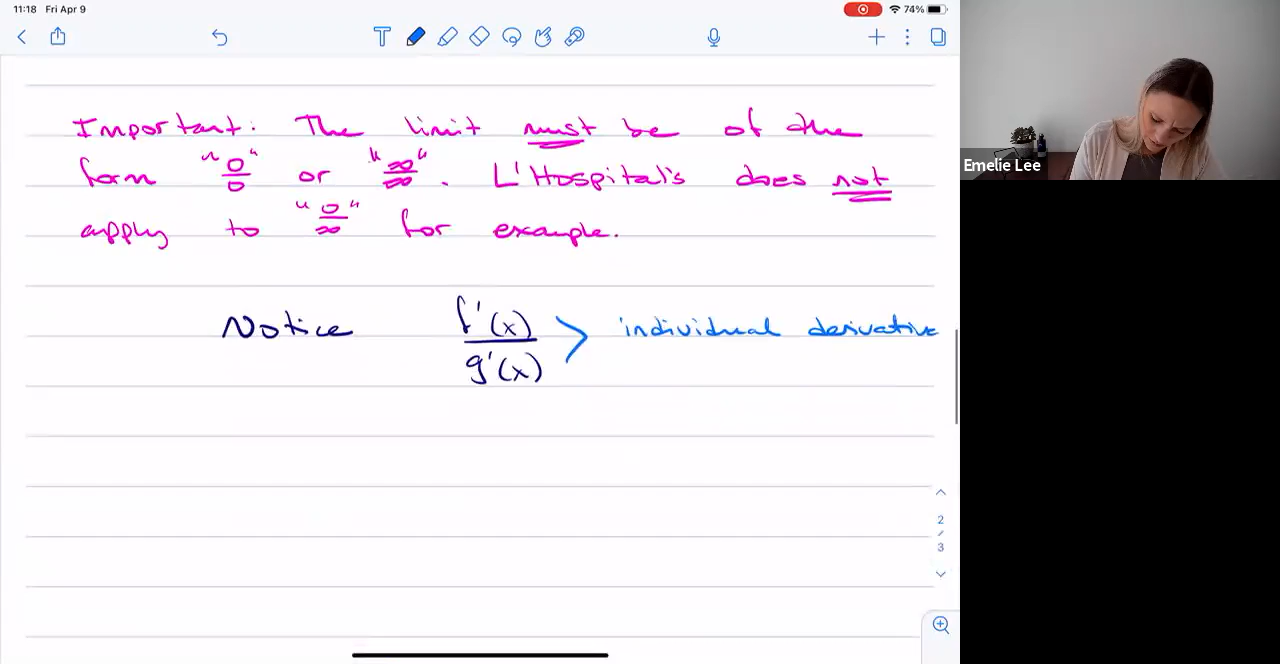 11:18 Fri Apr 9
74%
T
Important: The limit must be of the
form "0/0" or "∞/∞". L'Hospital's does not
apply to "0/∞" for example.
Notice f'(x)/g'(x) > individual derivative
2/3
Emelie Lee